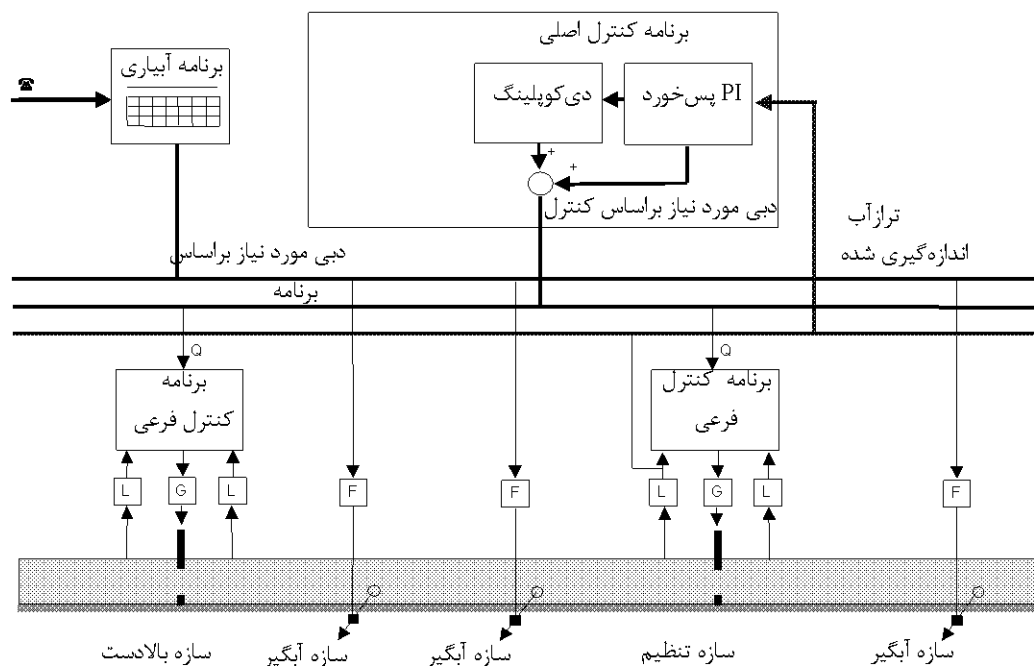 برنامه کنترل اصلی
برنامه آبیاری
دی‌کوپلینگ
PI پس‌خورد
+
+
دبی مورد نیاز براساس کنترل
ترازآب
اندازه‌گیری شده
دبی مورد نیاز براساس
برنامه
Q
Q
برنامه
کنترل فرعی
برنامه کنترل
فرعی
L
G
L
F
F
L
G
L
F
سازه بالادست
سازه آبگیر
سازه آبگیر
سازه تنظیم
سازه آبگیر